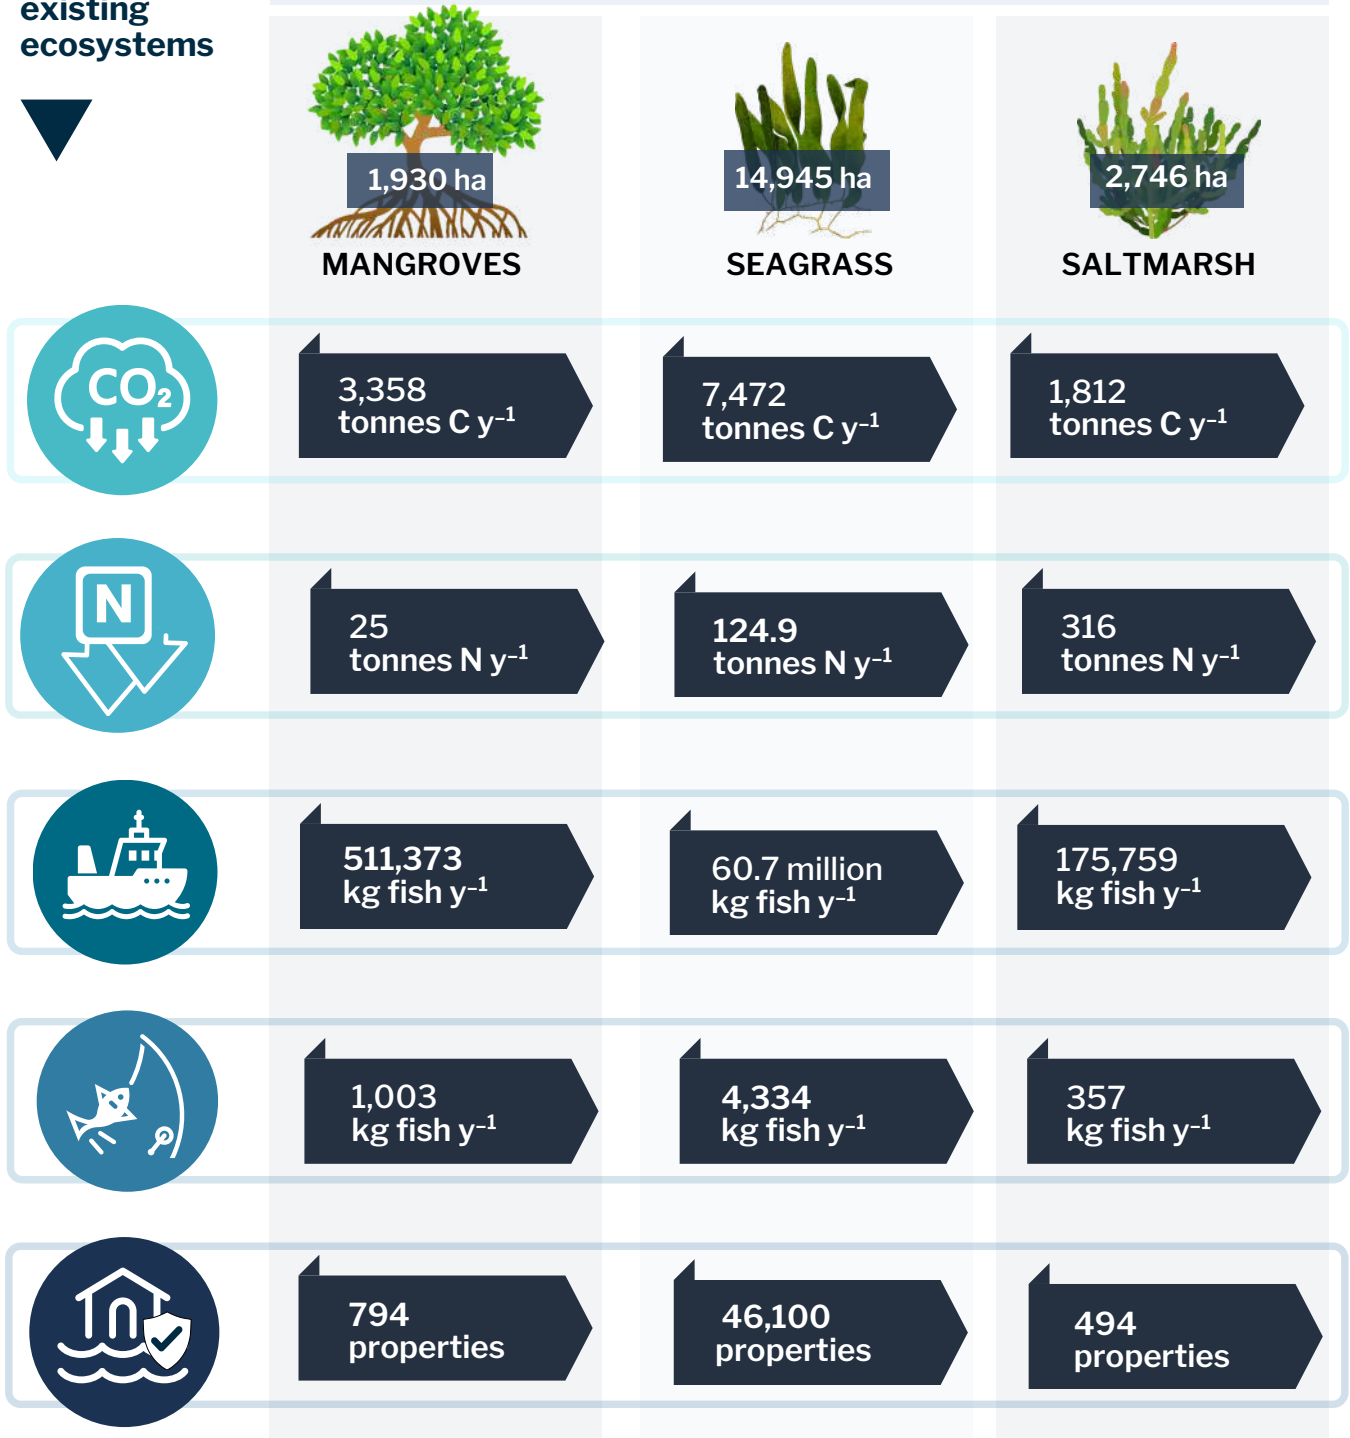 existing
ecosystems
1,930 ha
14,945 ha
2,746 ha
MANGROVES
SEAGRASS
SALTMARSH
CO₂
3,358
tonnes C y⁻¹
7,472
tonnes C y⁻¹
1,812
tonnes C y⁻¹
N
25
tonnes N y⁻¹
124.9
tonnes N y⁻¹
316
tonnes N y⁻¹
511,373
kg fish y⁻¹
60.7 million
kg fish y⁻¹
175,759
kg fish y⁻¹
1,003
kg fish y⁻¹
4,334
kg fish y⁻¹
357
kg fish y⁻¹
794
properties
46,100
properties
494
properties